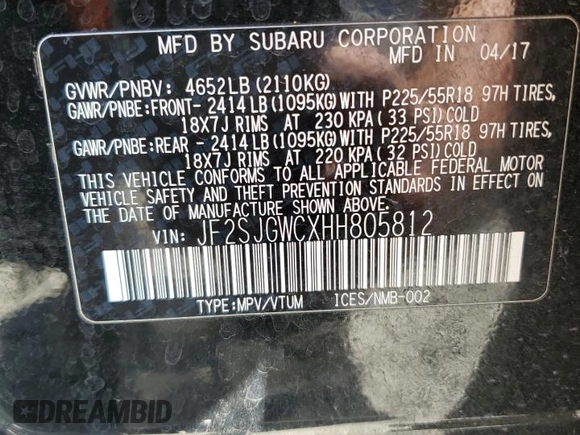 MFD BY SUBARU CORPORATION
MFD IN 04/17
GVWR/PNBV: 4652LB (2110KG)
GAWR/PNBE:FRONT- 2414LB (1095KG) WITH P225/55R18 97H TIRES,
18X7J RIMS AT 230 KPA (33 PSI) COLD
GAWR/PNBE:REAR - 2414LB (1095KG) WITH P225/55R18 97H TIRES,
18X7J RIMS AT 220 KPA (32 PSI) COLD
THIS VEHICLE CONFORMS TO ALL APPLICABLE FEDERAL MOTOR
VEHICLE SAFETY AND THEFT PREVENTION STANDARDS IN EFFECT ON
THE DATE OF MANUFACTURE SHOWN ABOVE.
VIN: JF2SJGWCXHH805812
TYPE:MPV/VTUM ICES/NMB-002
DREAMBID